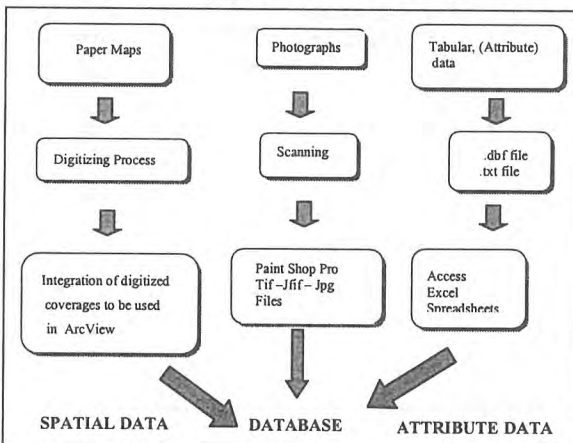 Paper Maps
Photographs
Tabular, (Attribute)
data
Digitizing Process
Scanning
.dbf file
.txt file
Integration of digitized
coverages to be used
in ArcView
Paint Shop Pro
Tif –Jfif – Jpg
Files
Access
Excel
Spreadsheets
SPATIAL DATA
DATABASE
ATTRIBUTE DATA